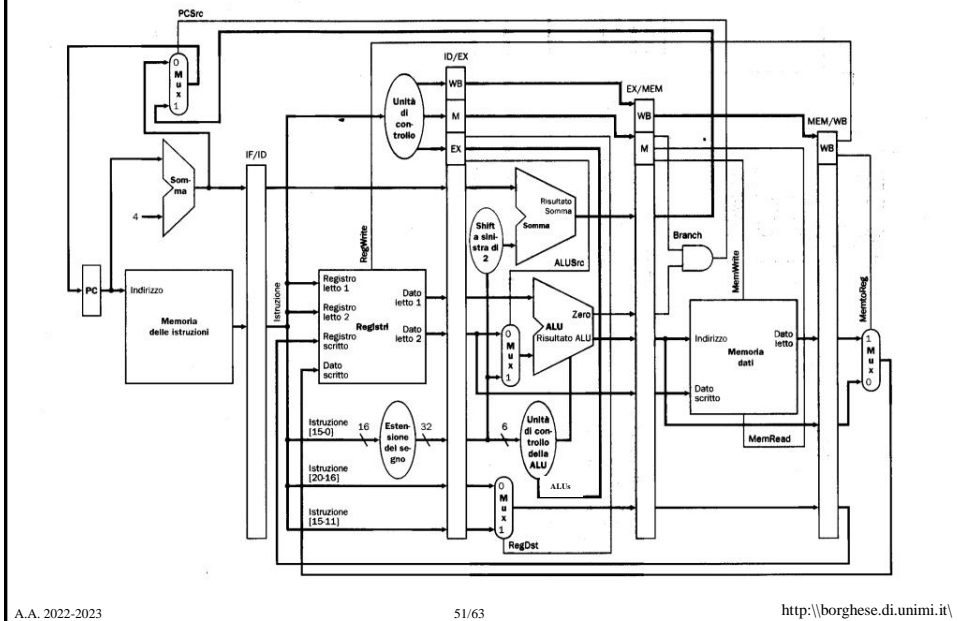 PCSrc
0
M
u
x
1
ID/EX
WB
M
EX
EX/MEM
WB
M
MEM/WB
WB
Unità
di
con-
trollo
IF/ID
Som-
ma
4
PC
Indirizzo
Memoria
delle istruzioni
Istruzione
RegWrite
Registro
letto 1
Registro
letto 2
Registro
scritto
Dato
scritto
Registri
Dato
letto 1
Dato
letto 2
Shift
a sini-
stra di
2
Risultato
Somma
Somma
ALUSrc
0
M
u
x
1
Zero
ALU
Risultato ALU
Branch
MemWrite
Indirizzo
Dato
letto
Memoria
dati
Dato
scritto
MemRead
MemtoReg
1
M
u
x
0
Istruzione
[15-0]
16
Esten-
sione
del se-
gno
32
6
Unità
di con-
trollo
della
ALU
ALUs
Istruzione
[20-16]
Istruzione
[15-11]
0
M
u
x
1
RegDst
A.A. 2022-2023
51/63
http:\\borghese.di.unimi.it\